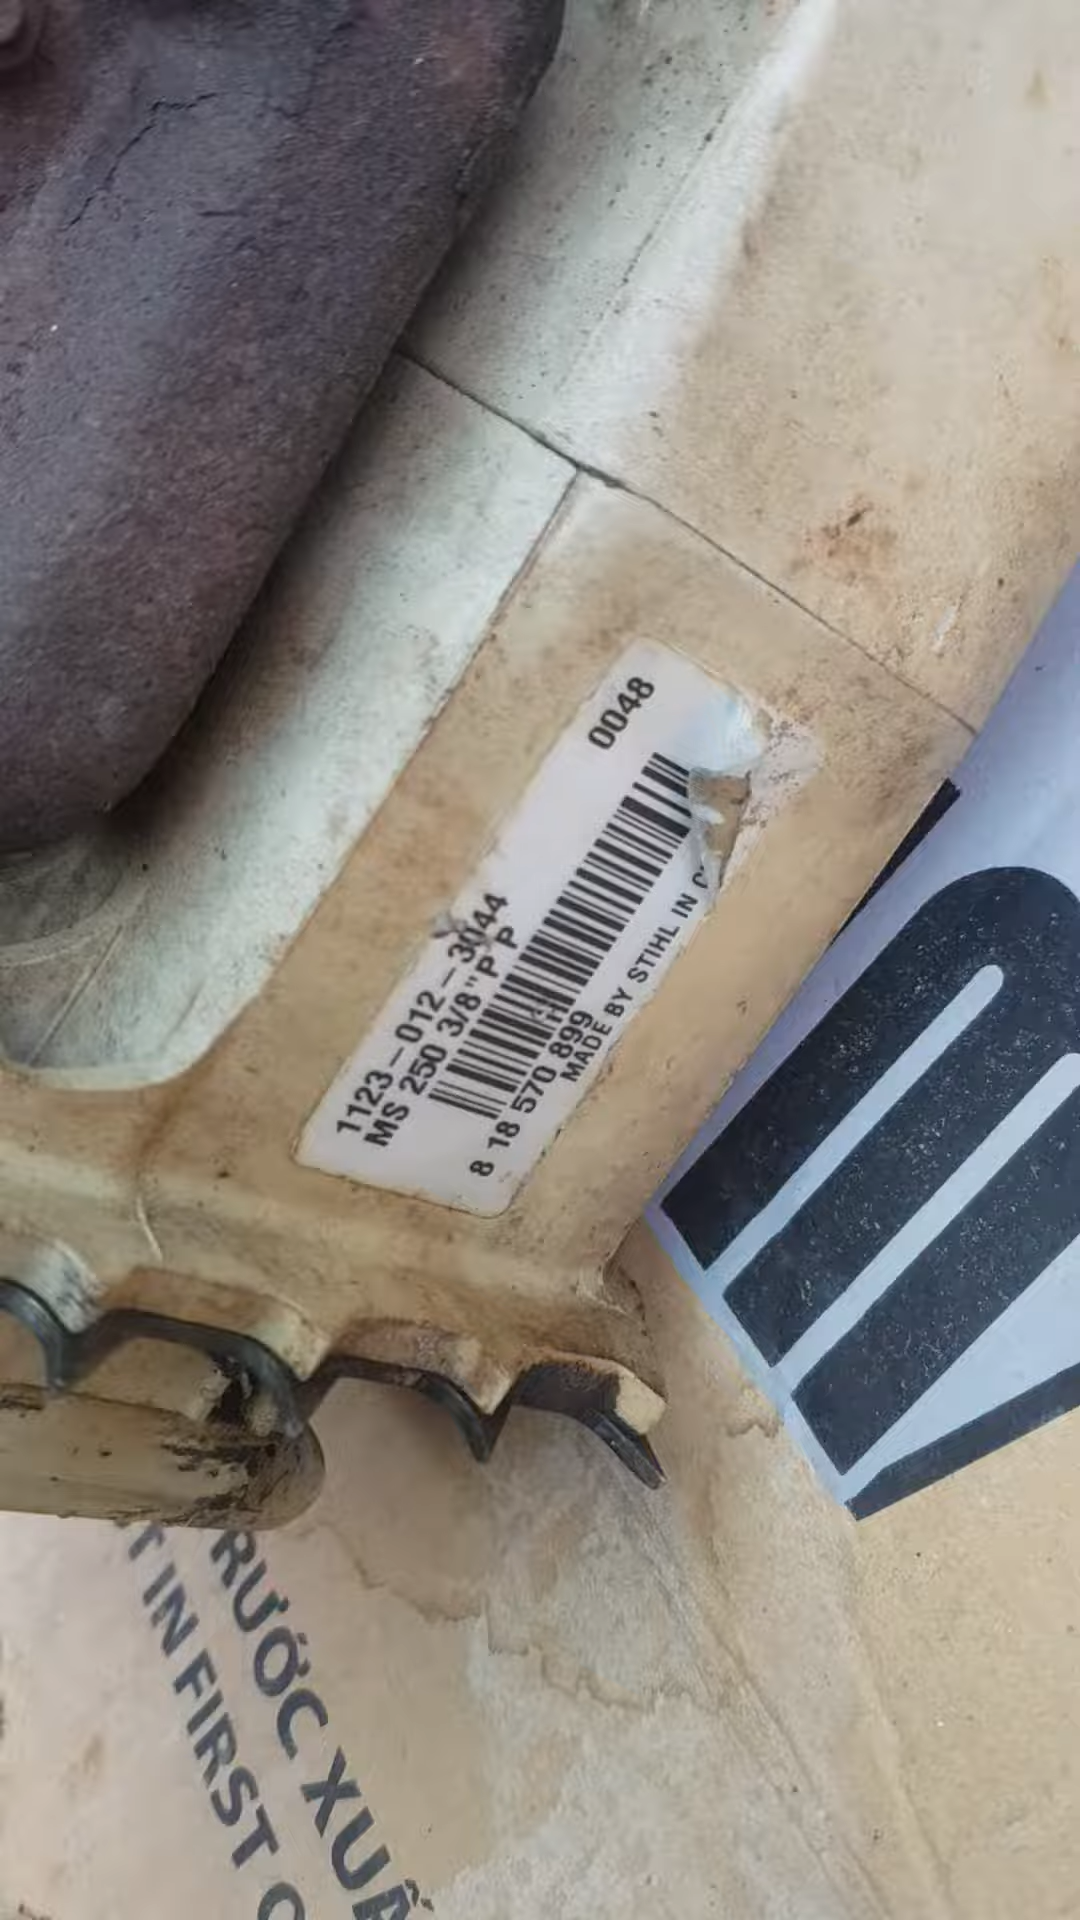 0048
1123-012-3044
MS 250 3/8"P P
8 18 570 899
MADE BY STIHL IN
RƯỚC XUẤ
T IN FIRST O